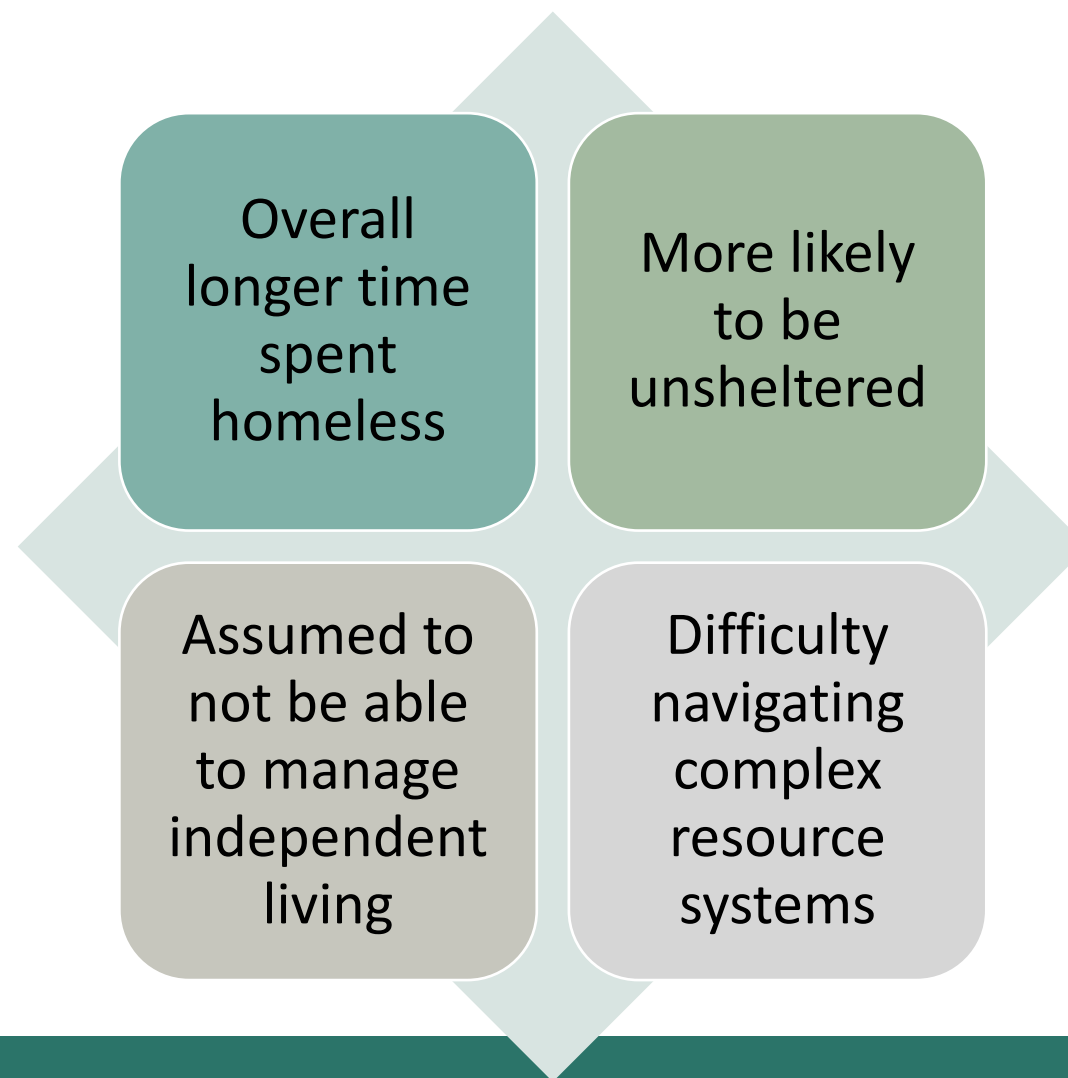 Overall
longer time
spent
homeless
More likely
to be
unsheltered
Assumed to
not be able
to manage
independent
living
Difficulty
navigating
complex
resource
systems